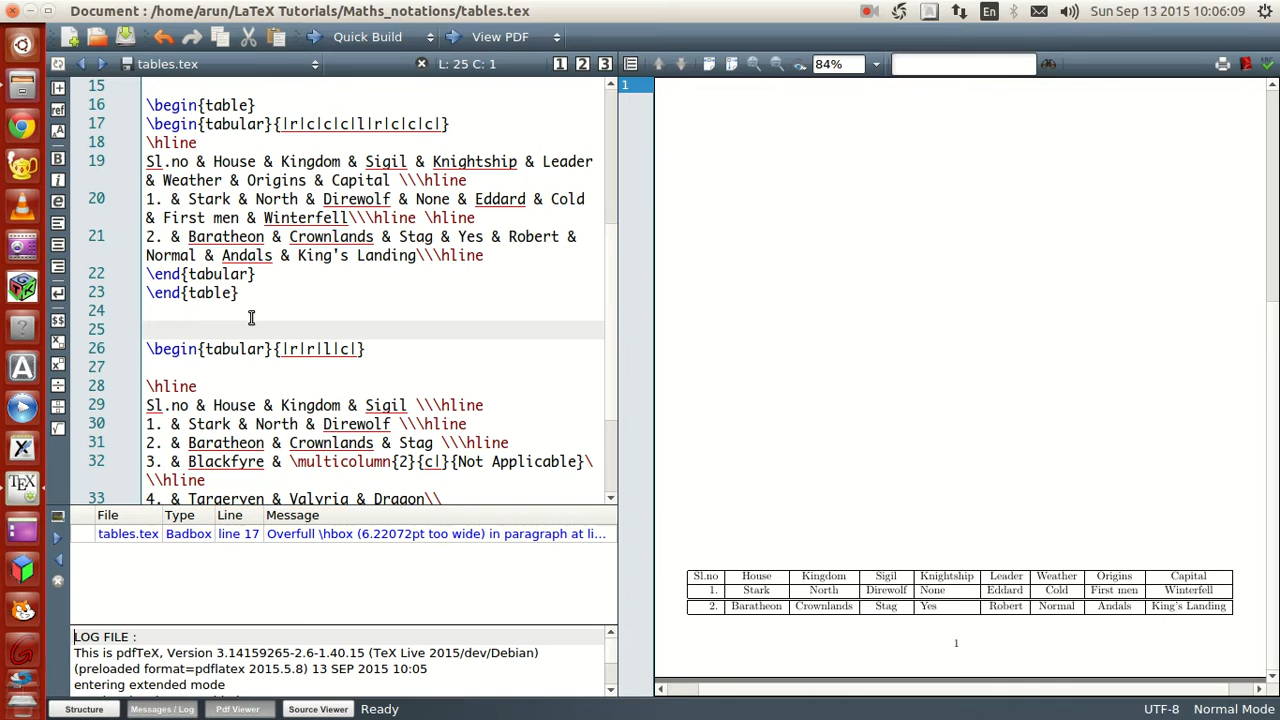 Document : /home/arun/LaTeX Tutorials/Maths_notations/tables.tex
En
Sun Sep 13 2015 10:06:09
Quick Build
View PDF
tables.tex
L: 25 C: 1
1 2 3
84%
15
16 \begin{table}
17 \begin{tabular}{|r|c|c|c|l|r|c|c|c|}
18 \hline
19 Sl.no & House & Kingdom & Sigil & Knightship & Leader
& Weather & Origins & Capital \\\hline
20 1. & Stark & North & Direwolf & None & Eddard & Cold
& First men & Winterfell\\\hline \hline
21 2. & Baratheon & Crownlands & Stag & Yes & Robert &
Normal & Andals & King's Landing\\\hline
22 \end{tabular}
23 \end{table}
24
25
26 \begin{tabular}{|r|r|l|c|}
27
28 \hline
29 Sl.no & House & Kingdom & Sigil \\\hline
30 1. & Stark & North & Direwolf \\\hline
31 2. & Baratheon & Crownlands & Stag \\\hline
32 3. & Blackfyre & \multicolumn{2}{c|}{Not Applicable}\
\\hline
33 4. & Targeryen & Valyria & Dragon\\
File Type Line Message
tables.tex Badbox line 17 Overfull \hbox (6.22072pt too wide) in paragraph at li...
LOG FILE :
This is pdfTeX, Version 3.14159265-2.6-1.40.15 (TeX Live 2015/dev/Debian)
(preloaded format=pdflatex 2015.5.8) 13 SEP 2015 10:05
entering extended mode
1
Sl.no House Kingdom Sigil Knightship Leader Weather Origins Capital
1. Stark North Direwolf None Eddard Cold First men Winterfell
2. Baratheon Crownlands Stag Yes Robert Normal Andals King's Landing
1
Structure Messages / Log Pdf Viewer Source Viewer Ready UTF-8 Normal Mode